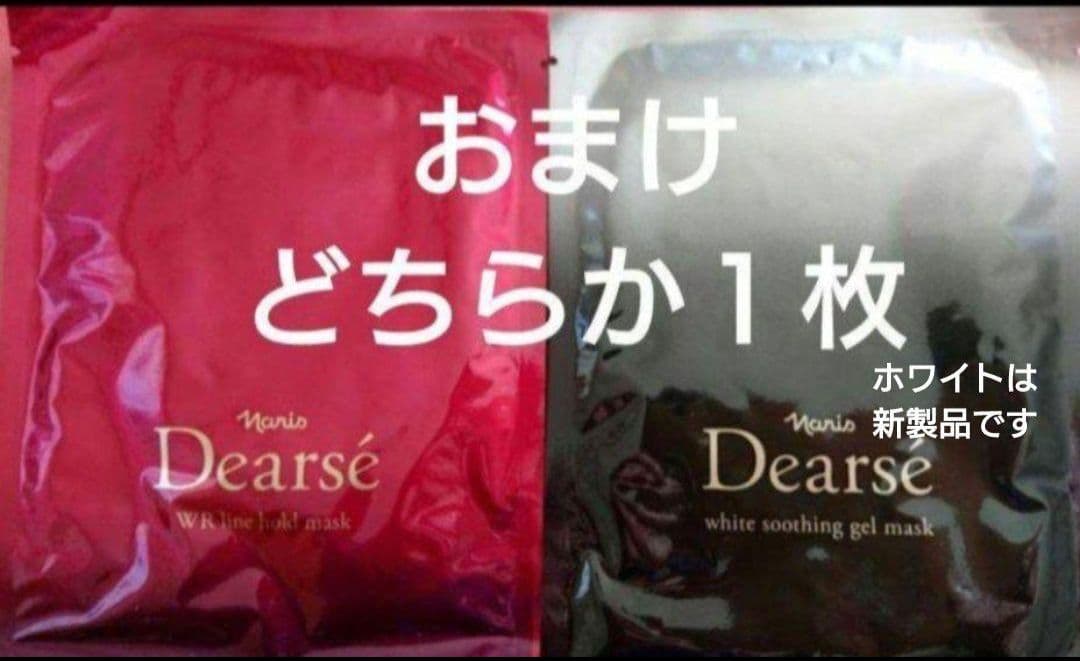 おまけ
どちらか１枚
ホワイトは
新製品です
Naris
Dearsé
WR line hold mask
Naris
Dearsé
white soothing gel mask